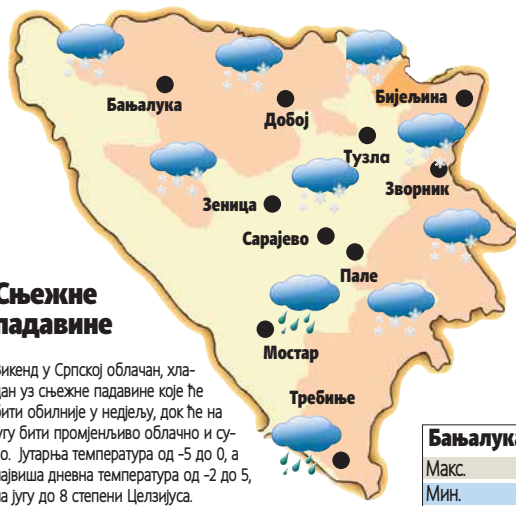 Бањалука
Добој
Бијељина
Тузла
Зворник
Зеница
Сарајево
Пале
Мостар
Требиње
Сњежне
падавине
викенд у Српској облачан, хла-
дан уз сњежне падавине које ће
бити обилније у недјељу, док ће на
југу бити промјенљиво облачно и су-
во. Јутарња температура од -5 до 0, а
највиша дневна температура од -2 до 5,
на југу до 8 степени Целзијуса.
Бањалука
Макс.
Мин.